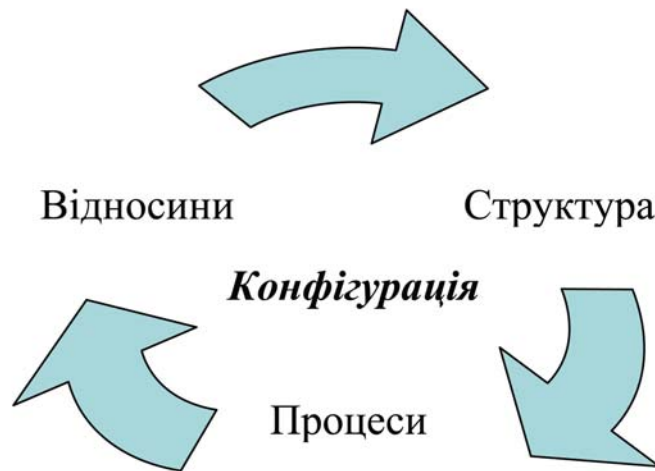 Відносини
Структура
Конфігурація
Процеси